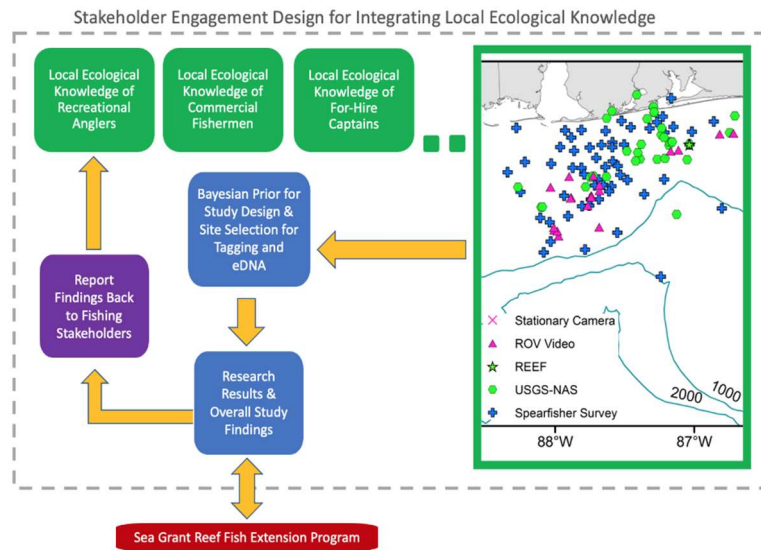 Stakeholder Engagement Design for Integrating Local Ecological Knowledge
Local Ecological
Knowledge of
Recreational
Anglers
Local Ecological
Knowledge of
Commercial
Fishermen
Local Ecological
Knowledge of
For-Hire
Captains
Bayesian Prior for
Study Design &
Site Selection for
Tagging and
eDNA
Report
Findings Back
to Fishing
Stakeholders
Research
Results &
Overall Study
Findings
Sea Grant Reef Fish Extension Program
Stationary Camera
ROV Video
REEF
USGS-NAS
Spearfisher Survey
2000
1000
88°W
87°W